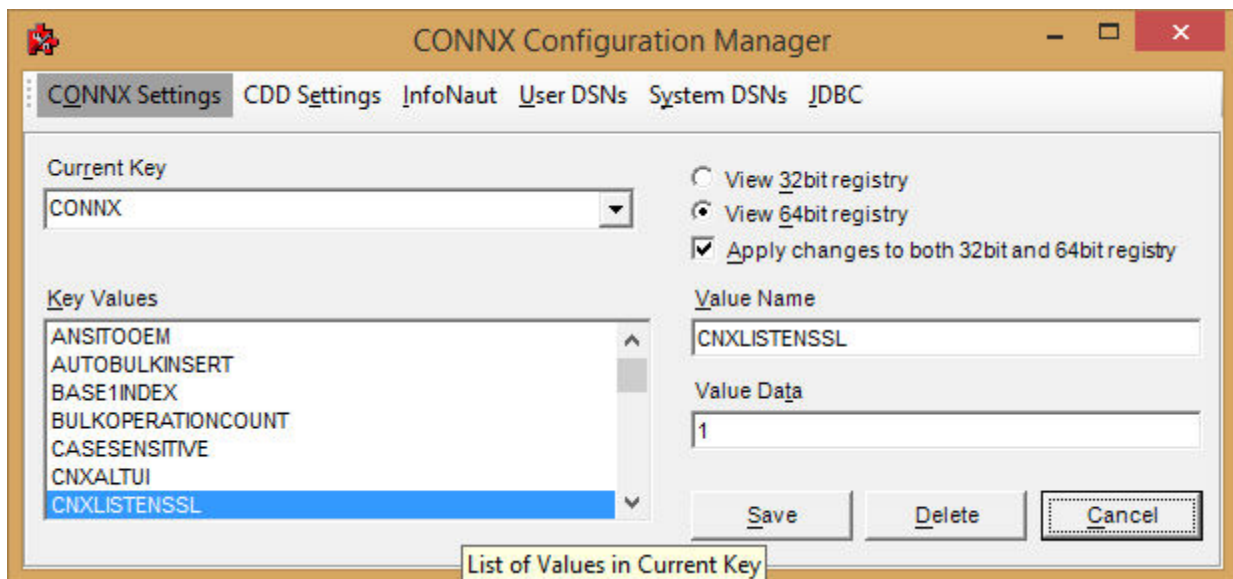 CONNX Configuration Manager
CONNX Settings CDD Settings InfoNaut User DSNs System DSNs JDBC
Current Key
CONNX
View 32bit registry
View 64bit registry
Apply changes to both 32bit and 64bit registry
Key Values
ANSITOOEM
AUTOBULKINSERT
BASE1INDEX
BULKOPERATIONCOUNT
CASESENSITIVE
CNXALTUI
CNXLISTENSSL
Value Name
CNXLISTENSSL
Value Data
1
Save Delete Cancel
List of Values in Current Key